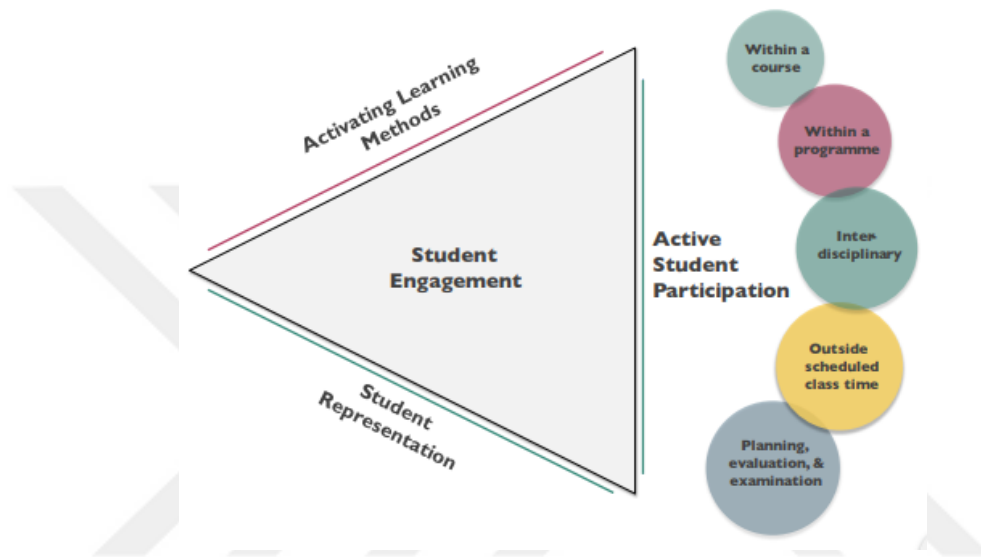 Activating Learning
Methods
Student
Engagement
Student
Representation
Active
Student
Participation
Within a
course
Within a
programme
Inter-
disciplinary
Outside
scheduled
class time
Planning,
evaluation, &
examination